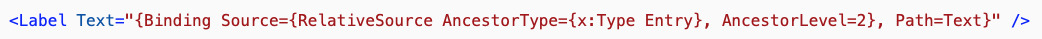 <Label Text="{Binding Source={RelativeSource AncestorType={x:Type Entry}, AncestorLevel=2}, Path=Text}" />